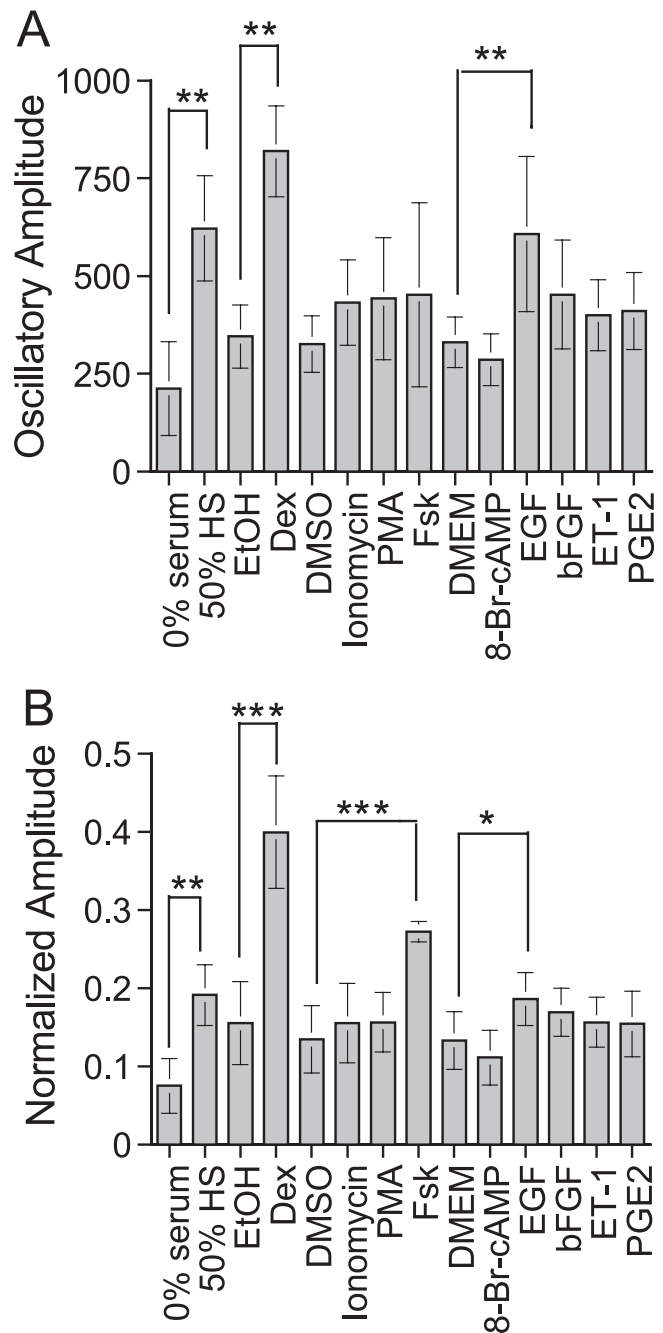 A
Oscillatory Amplitude
1000
750
500
250
0
**
**
**
0% serum
50% HS
EtOH
Dex
DMSO
Ionomycin
PMA
Fsk
DMEM
8-Br-cAMP
EGF
bFGF
ET-1
PGE2
B
Normalized Amplitude
0.5
0.4
0.3
0.2
0.1
0
**
***
***
*
0% serum
50% HS
EtOH
Dex
DMSO
Ionomycin
PMA
Fsk
DMEM
8-Br-cAMP
EGF
bFGF
ET-1
PGE2